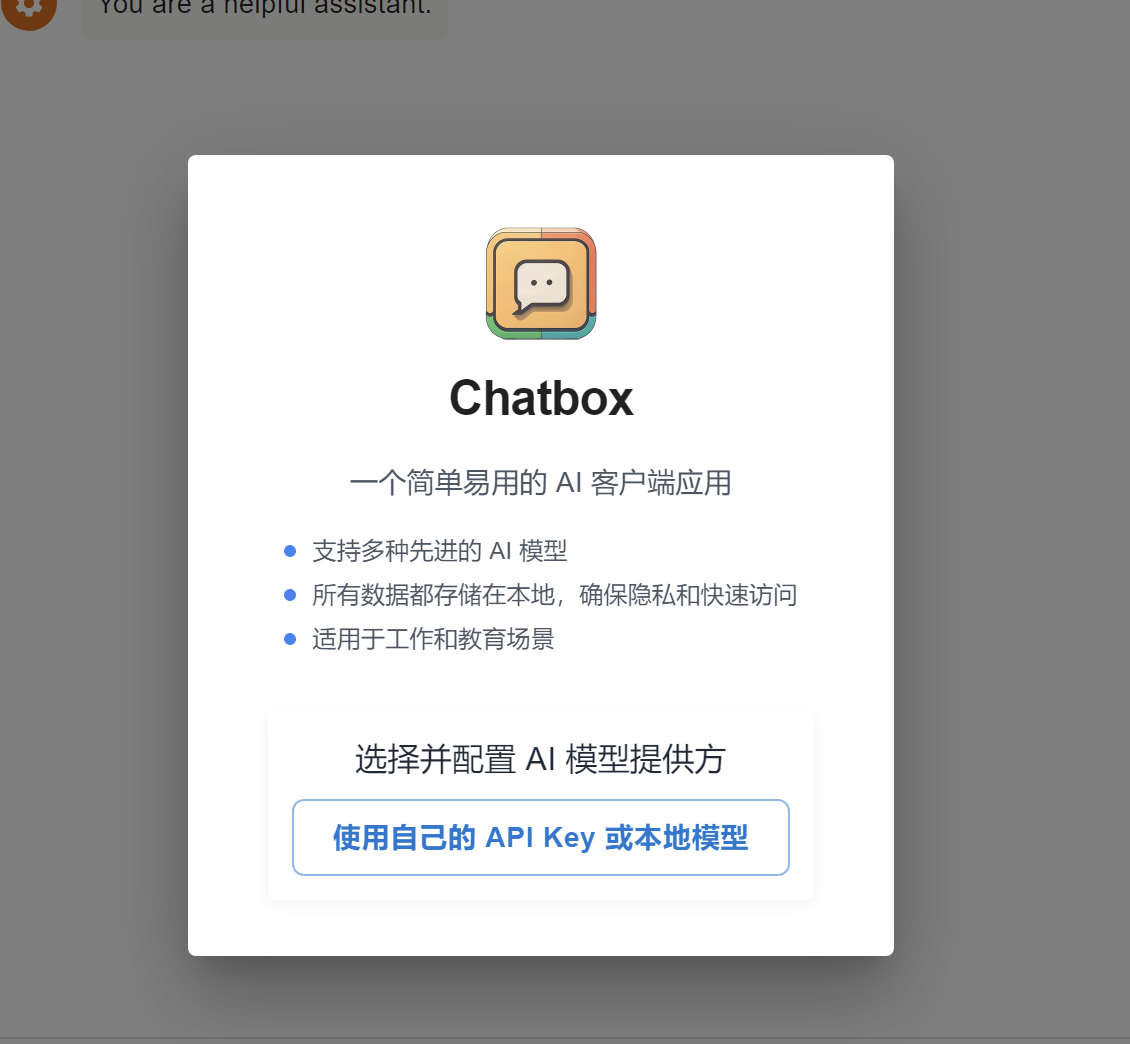 You are a helpful assistant.
Chatbox
一个简单易用的 AI 客户端应用
支持多种先进的 AI 模型
所有数据都存储在本地，确保隐私和快速访问
适用于工作和教育场景
选择并配置 AI 模型提供方
使用自己的 API Key 或本地模型